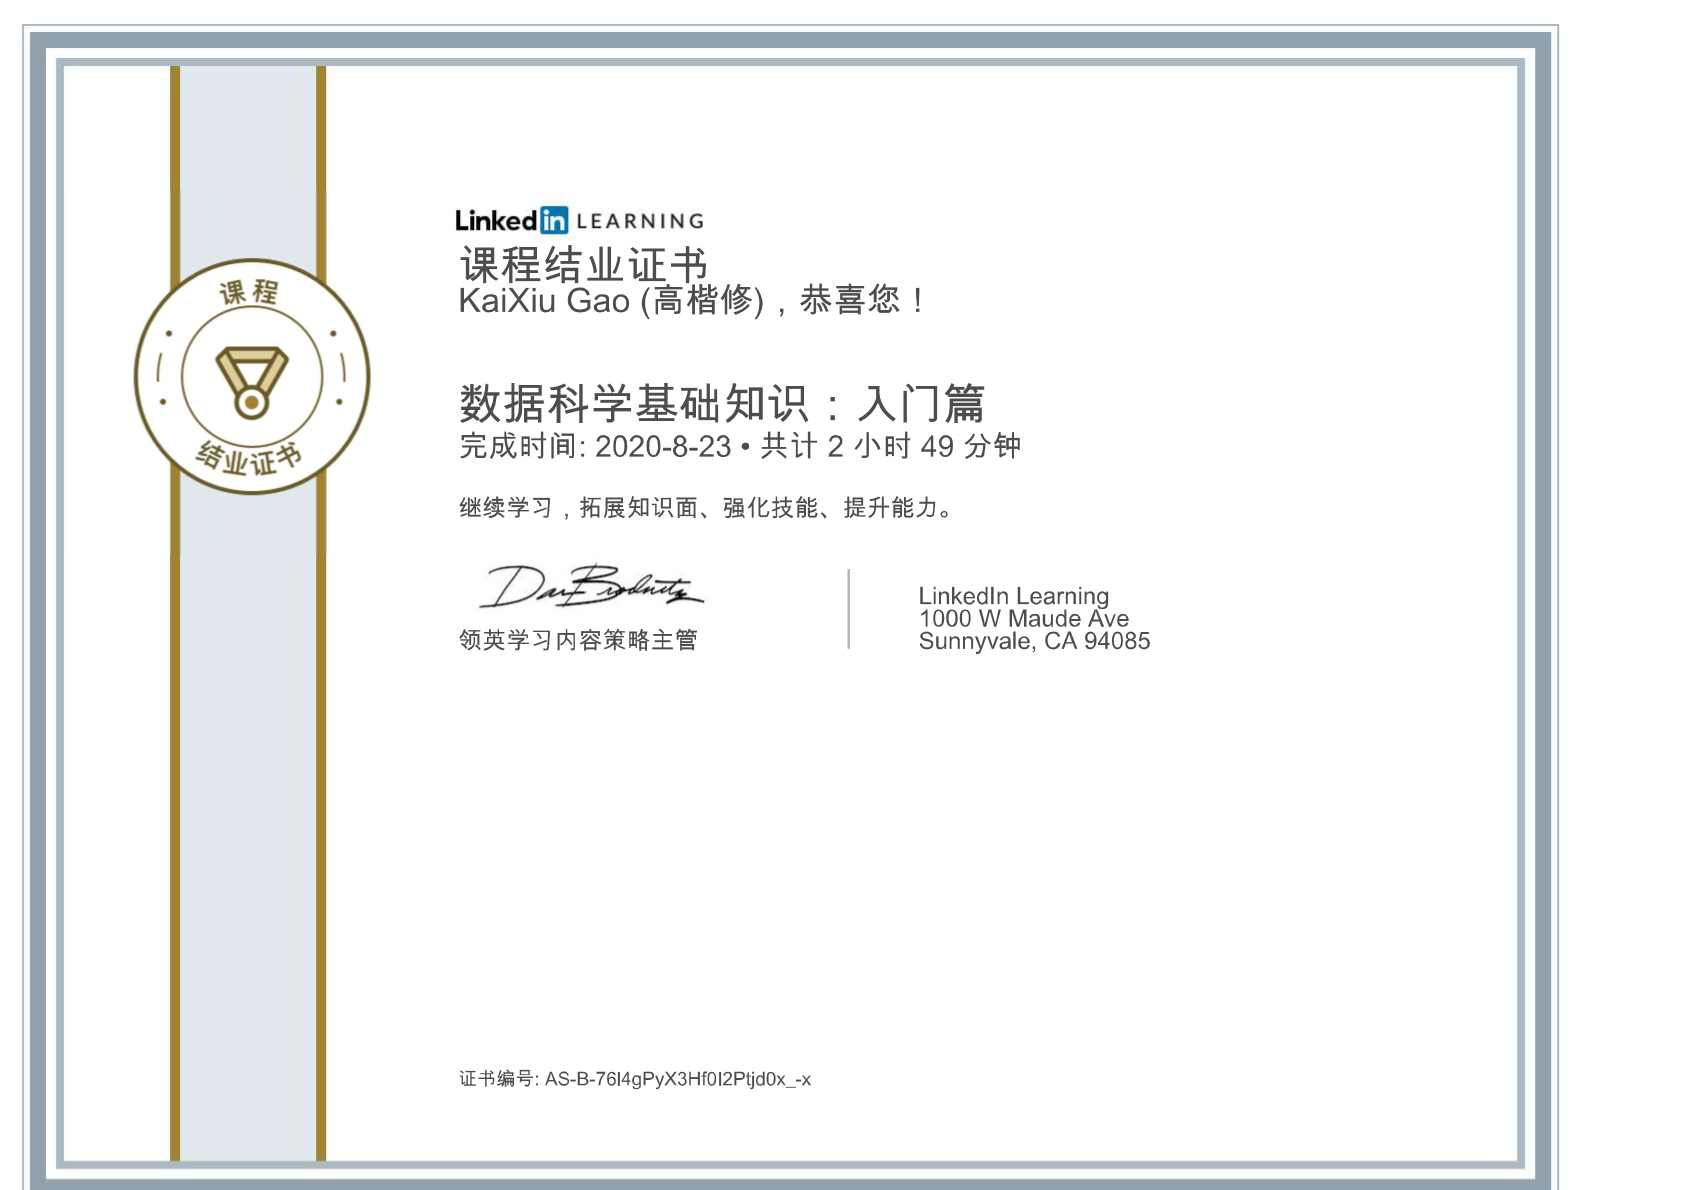 课程
结业证书
Linked in LEARNING
课程结业证书
KaiXiu Gao (高楷修)，恭喜您！
数据科学基础知识：入门篇
完成时间: 2020-8-23 • 共计 2 小时 49 分钟
继续学习，拓展知识面、强化技能、提升能力。
领英学习内容策略主管
LinkedIn Learning
1000 W Maude Ave
Sunnyvale, CA 94085
证书编号: AS-B-76I4gPyX3Hf0I2Ptjd0x_-x